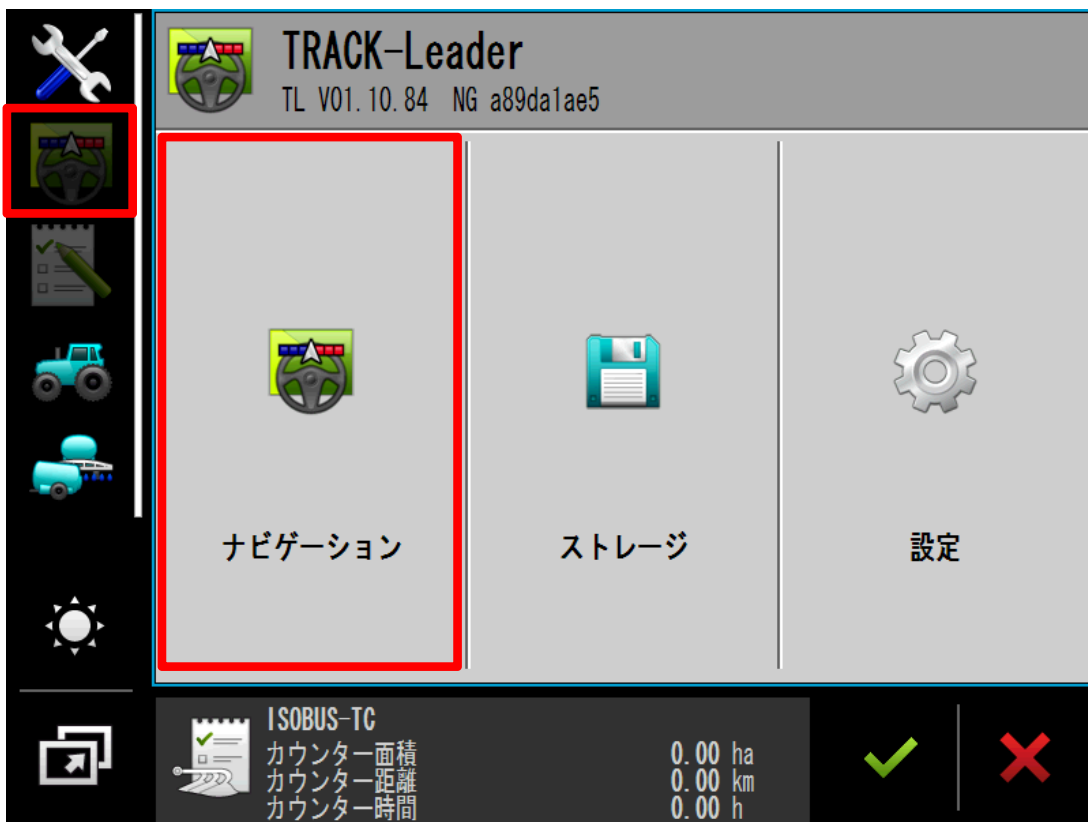 TRACK-Leader
TL V01.10.84 NG a89da1ae5
ナビゲーション
ストレージ
設定
ISOBUS-TC
カウンター面積 0.00 ha
カウンター距離 0.00 km
カウンター時間 0.00 h